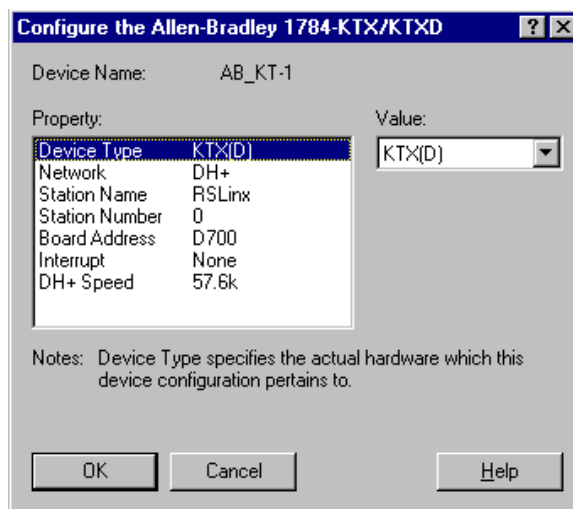 Configure the Allen-Bradley 1784-KTX/KTXD
Device Name: AB_KT-1
Property: Value:
Device Type KTX(D) KTX(D)
Network DH+
Station Name RSLinx
Station Number 0
Board Address D700
Interrupt None
DH+ Speed 57.6k
Notes: Device Type specifies the actual hardware which this
device configuration pertains to.
OK Cancel Help